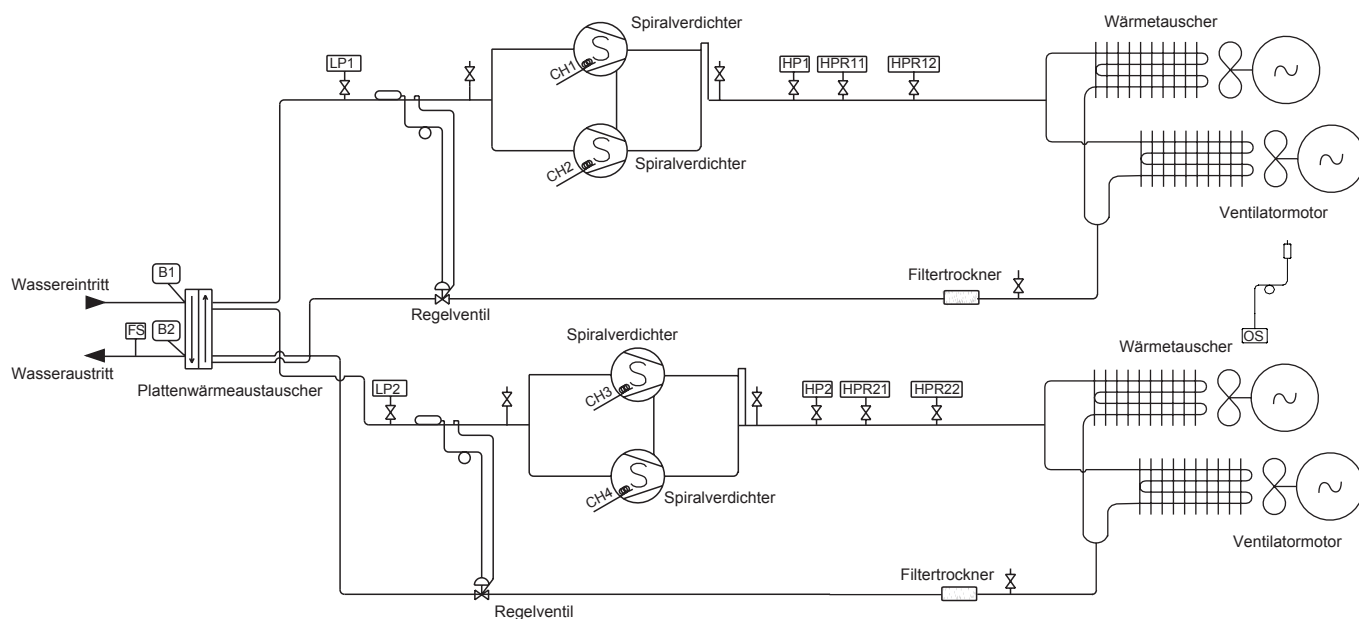 Spiralverdichter
Wärmetauscher
LP1
CH1
HP1
HPR11
HPR12
CH2
Spiralverdichter
Ventilatormotor
Wassereintritt
B1
Filtertrockner
Regelventil
FS
B2
OS
Wasseraustritt
Plattenwärmeaustauscher
Spiralverdichter
Wärmetauscher
LP2
CH3
HP2
HPR21
HPR22
CH4
Spiralverdichter
Ventilatormotor
Filtertrockner
Regelventil